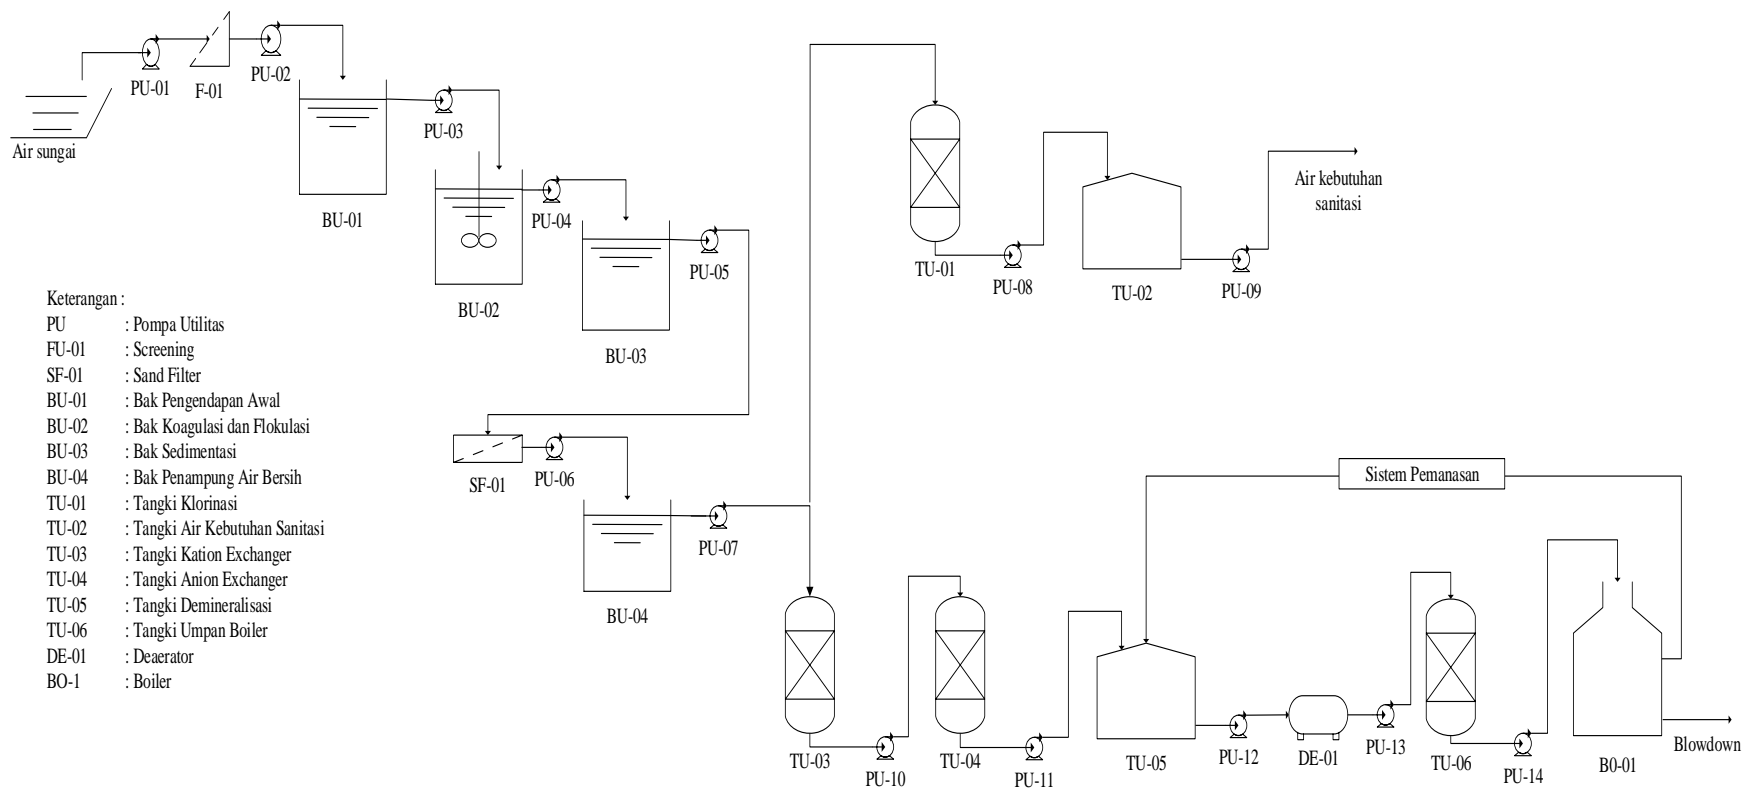 PU-01
F-01
PU-02
Air sungai
PU-03
BU-01
PU-04
BU-02
PU-05
BU-03
TU-01
PU-08
TU-02
PU-09
Air kebutuhan
sanitasi
Keterangan :
PU : Pompa Utilitas
FU-01 : Screening
SF-01 : Sand Filter
BU-01 : Bak Pengendapan Awal
BU-02 : Bak Koagulasi dan Flokulasi
BU-03 : Bak Sedimentasi
BU-04 : Bak Penampung Air Bersih
TU-01 : Tangki Klorinasi
TU-02 : Tangki Air Kebutuhan Sanitasi
TU-03 : Tangki Kation Exchanger
TU-04 : Tangki Anion Exchanger
TU-05 : Tangki Demineralisasi
TU-06 : Tangki Umpan Boiler
DE-01 : Deaerator
BO-1 : Boiler
SF-01
PU-06
BU-04
PU-07
Sistem Pemanasan
TU-03
PU-10
TU-04
PU-11
TU-05
PU-12
DE-01
PU-13
TU-06
PU-14
B0-01
Blowdown